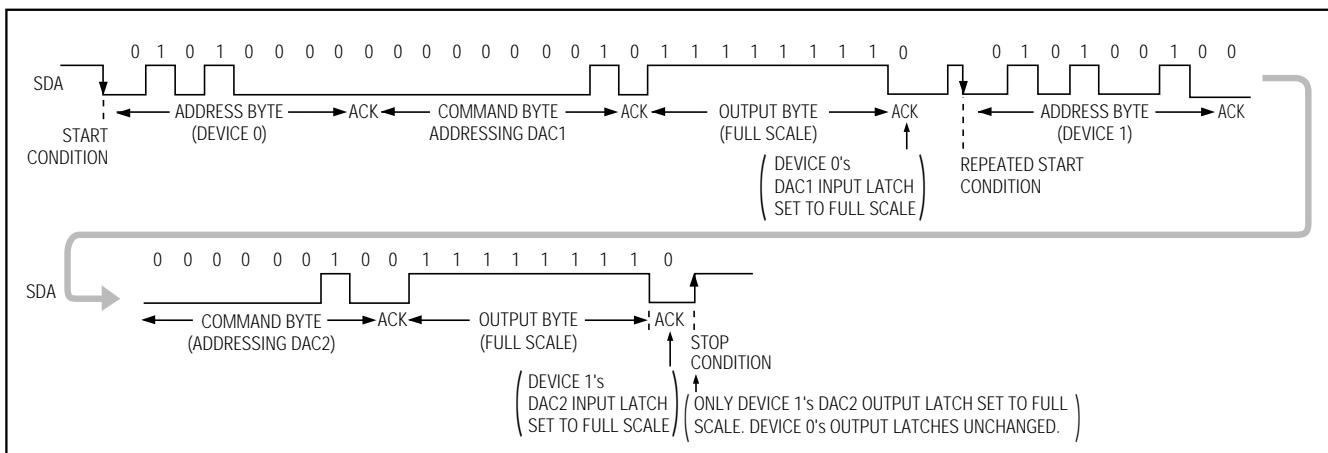 0 1 0 1 0 0 0 0 0 0 0 0 0 0 0 0 1 0 1 1 1 1 1 1 1 1 0 0 1 0 1 0 0 1 0 0
SDA
ADDRESS BYTE (DEVICE 0)
ACK
COMMAND BYTE ADDRESSING DAC1
ACK
OUTPUT BYTE (FULL SCALE)
ACK
ADDRESS BYTE (DEVICE 1)
ACK
START
CONDITION
DEVICE 0's
DAC1 INPUT LATCH
SET TO FULL SCALE
REPEATED START
CONDITION
0 0 0 0 0 0 1 0 0 1 1 1 1 1 1 1 1 0
SDA
COMMAND BYTE (ADDRESSING DAC2)
ACK
OUTPUT BYTE (FULL SCALE)
ACK
STOP
CONDITION
DEVICE 1's
DAC2 INPUT LATCH
SET TO FULL SCALE
ONLY DEVICE 1's DAC2 OUTPUT LATCH SET TO FULL
SCALE. DEVICE 0's OUTPUT LATCHES UNCHANGED.